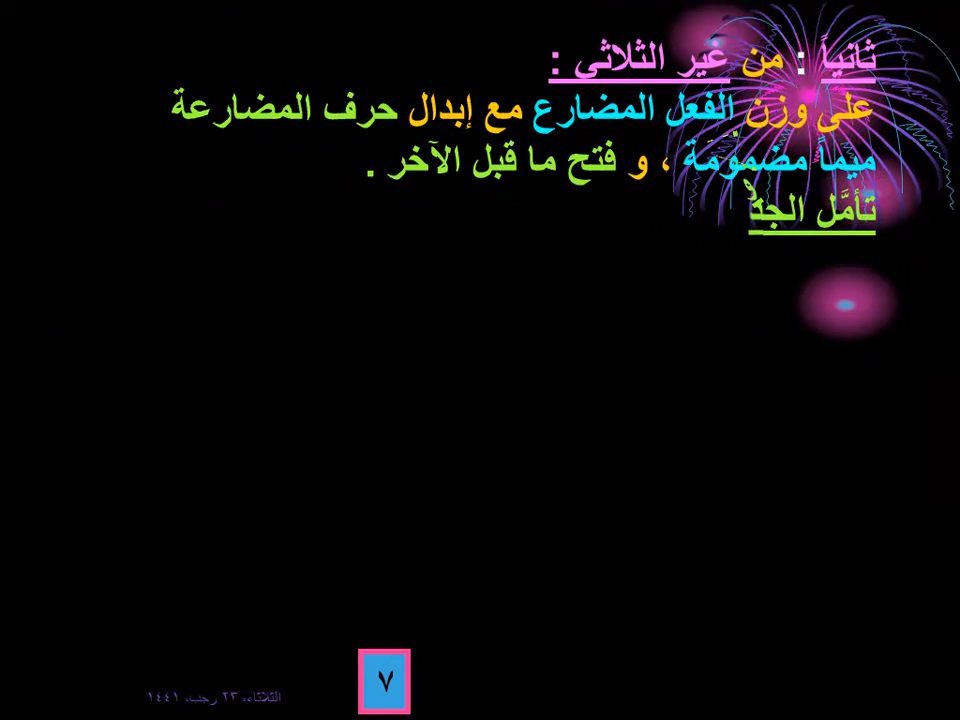 ثانياً : من غير الثلاثي :
على وزن الفعل المضارع مع إبدال حرف المضارعة
ميماً مضمومة ، و فتح ما قبل الآخر .
تأمَّل
٧
الثلاثاء، ٢٣ رجب، ١٤٤١